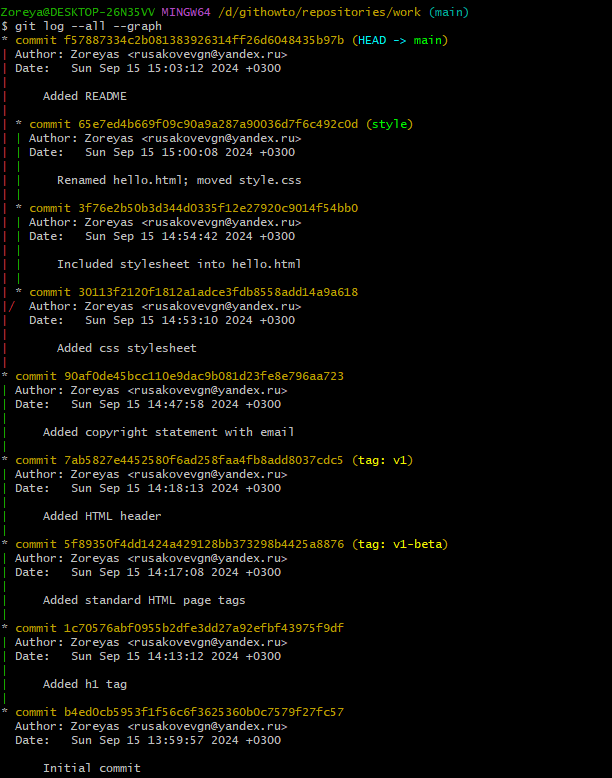 Zoreya@DESKTOP-26N35VV MINGW64 /d/githowto/repositories/work (main)
$ git log --all --graph
* commit f57887334c2b081383926314ff26d6048435b97b (HEAD -> main)
| Author: Zoreyas <rusakovevgn@yandex.ru>
| Date:   Sun Sep 15 15:03:12 2024 +0300
|
|     Added README
|
| * commit 65e7ed4b669f09c90a9a287a90036d7f6c492c0d (style)
| | Author: Zoreyas <rusakovevgn@yandex.ru>
| | Date:   Sun Sep 15 15:00:08 2024 +0300
| |
| |     Renamed hello.html; moved style.css
| |
| * commit 3f76e2b50b3d344d0335f12e27920c9014f54bb0
| | Author: Zoreyas <rusakovevgn@yandex.ru>
| | Date:   Sun Sep 15 14:54:42 2024 +0300
| |
| |     Included stylesheet into hello.html
| |
| * commit 30113f2120f1812a1adce3fdb8558add14a9a618
|/  Author: Zoreyas <rusakovevgn@yandex.ru>
|   Date:   Sun Sep 15 14:53:10 2024 +0300
|
|       Added css stylesheet
|
* commit 90af0de45bcc110e9dac9b081d23fe8e796aa723
| Author: Zoreyas <rusakovevgn@yandex.ru>
| Date:   Sun Sep 15 14:47:58 2024 +0300
|
|     Added copyright statement with email
|
* commit 7ab5827e4452580f6ad258faa4fb8add8037cdc5 (tag: v1)
| Author: Zoreyas <rusakovevgn@yandex.ru>
| Date:   Sun Sep 15 14:18:13 2024 +0300
|
|     Added HTML header
|
* commit 5f89350f4dd1424a429128bb373298b4425a8876 (tag: v1-beta)
| Author: Zoreyas <rusakovevgn@yandex.ru>
| Date:   Sun Sep 15 14:17:08 2024 +0300
|
|     Added standard HTML page tags
|
* commit 1c70576abf0955b2dfe3dd27a92efbf43975f9df
| Author: Zoreyas <rusakovevgn@yandex.ru>
| Date:   Sun Sep 15 14:13:12 2024 +0300
|
|     Added h1 tag
|
* commit b4ed0cb5953f1f56c6f3625360b0c7579f27fc57
  Author: Zoreyas <rusakovevgn@yandex.ru>
  Date:   Sun Sep 15 13:59:57 2024 +0300

      Initial commit